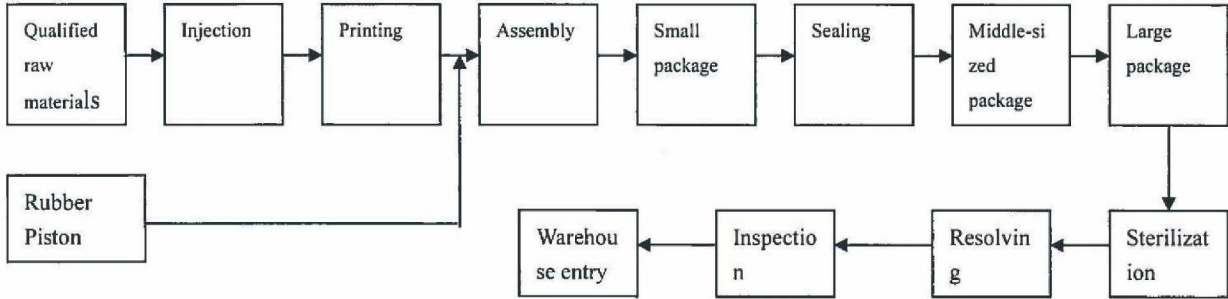 Qualified
raw
materials
Injection
Printing
Assembly
Small
package
Sealing
Middle-si
zed
package
Large
package
Rubber
Piston
Warehou
se entry
Inspectio
n
Resolvin
g
Sterilizat
ion